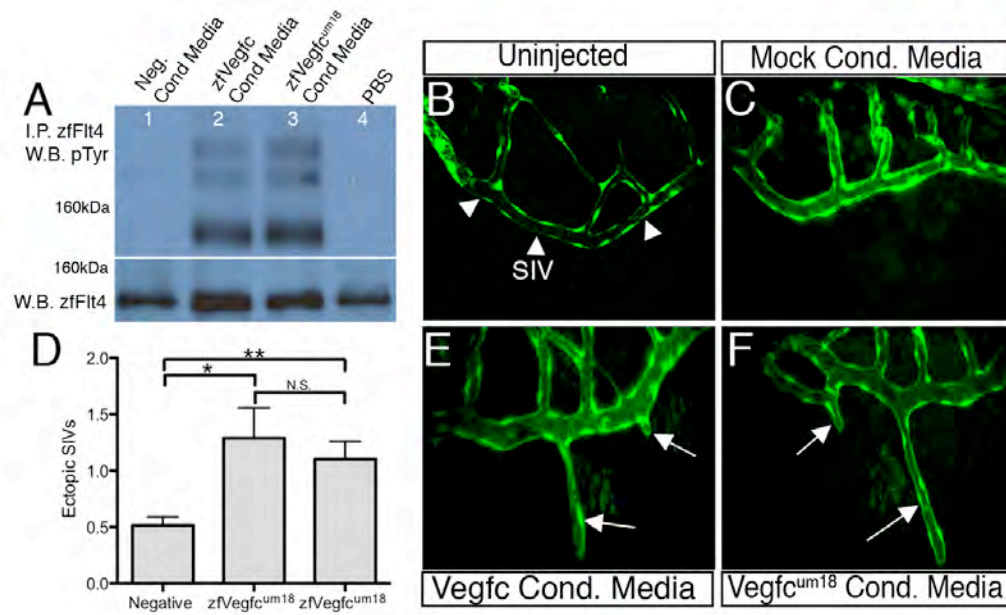 A
Neg.
Cond Media
zfVegfc
Cond Media
zfVegfc^um18
Cond Media
PBS
1 2 3 4
I.P. zfFlt4
W.B. pTyr
160kDa
160kDa
W.B. zfFlt4
Uninjected
B
SIV
Mock Cond. Media
C
D
Ectopic SIVs
2.0
1.5
1.0
0.5
0.0
**
*
N.S.
Negative zfVegfc^um18 zfVegfc^um18
E
Vegfc Cond. Media
F
Vegfc^um18 Cond. Media